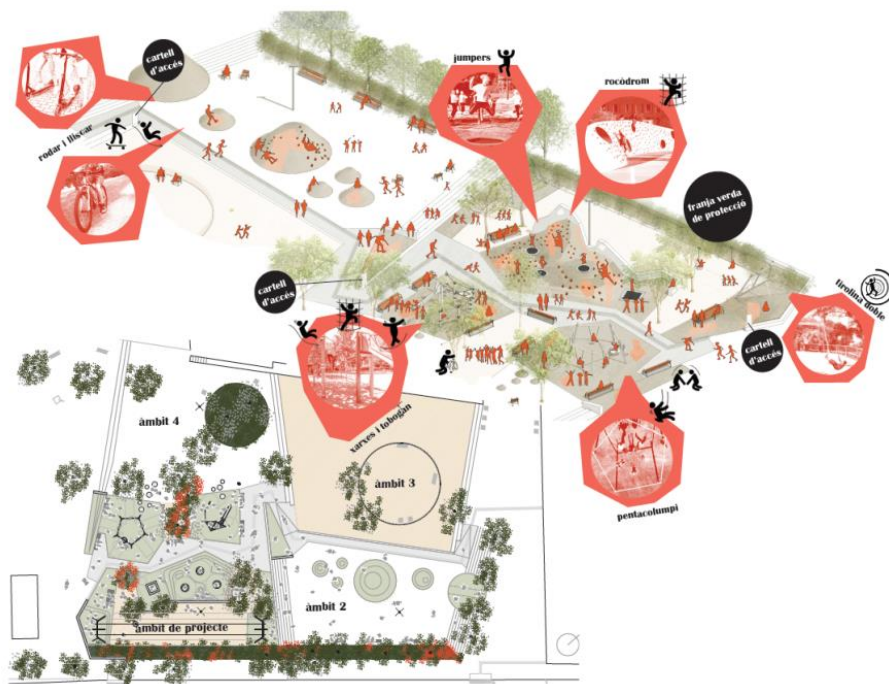 cartell
d'accés
rodar i lliscar
jumpers
rocòdrom
franja verda
de protecció
tirolina doble
cartell
d'accés
cartell
d'accés
xarxes i tobogan
pentacolumpi
àmbit 4
àmbit 3
àmbit 2
àmbit de projecte